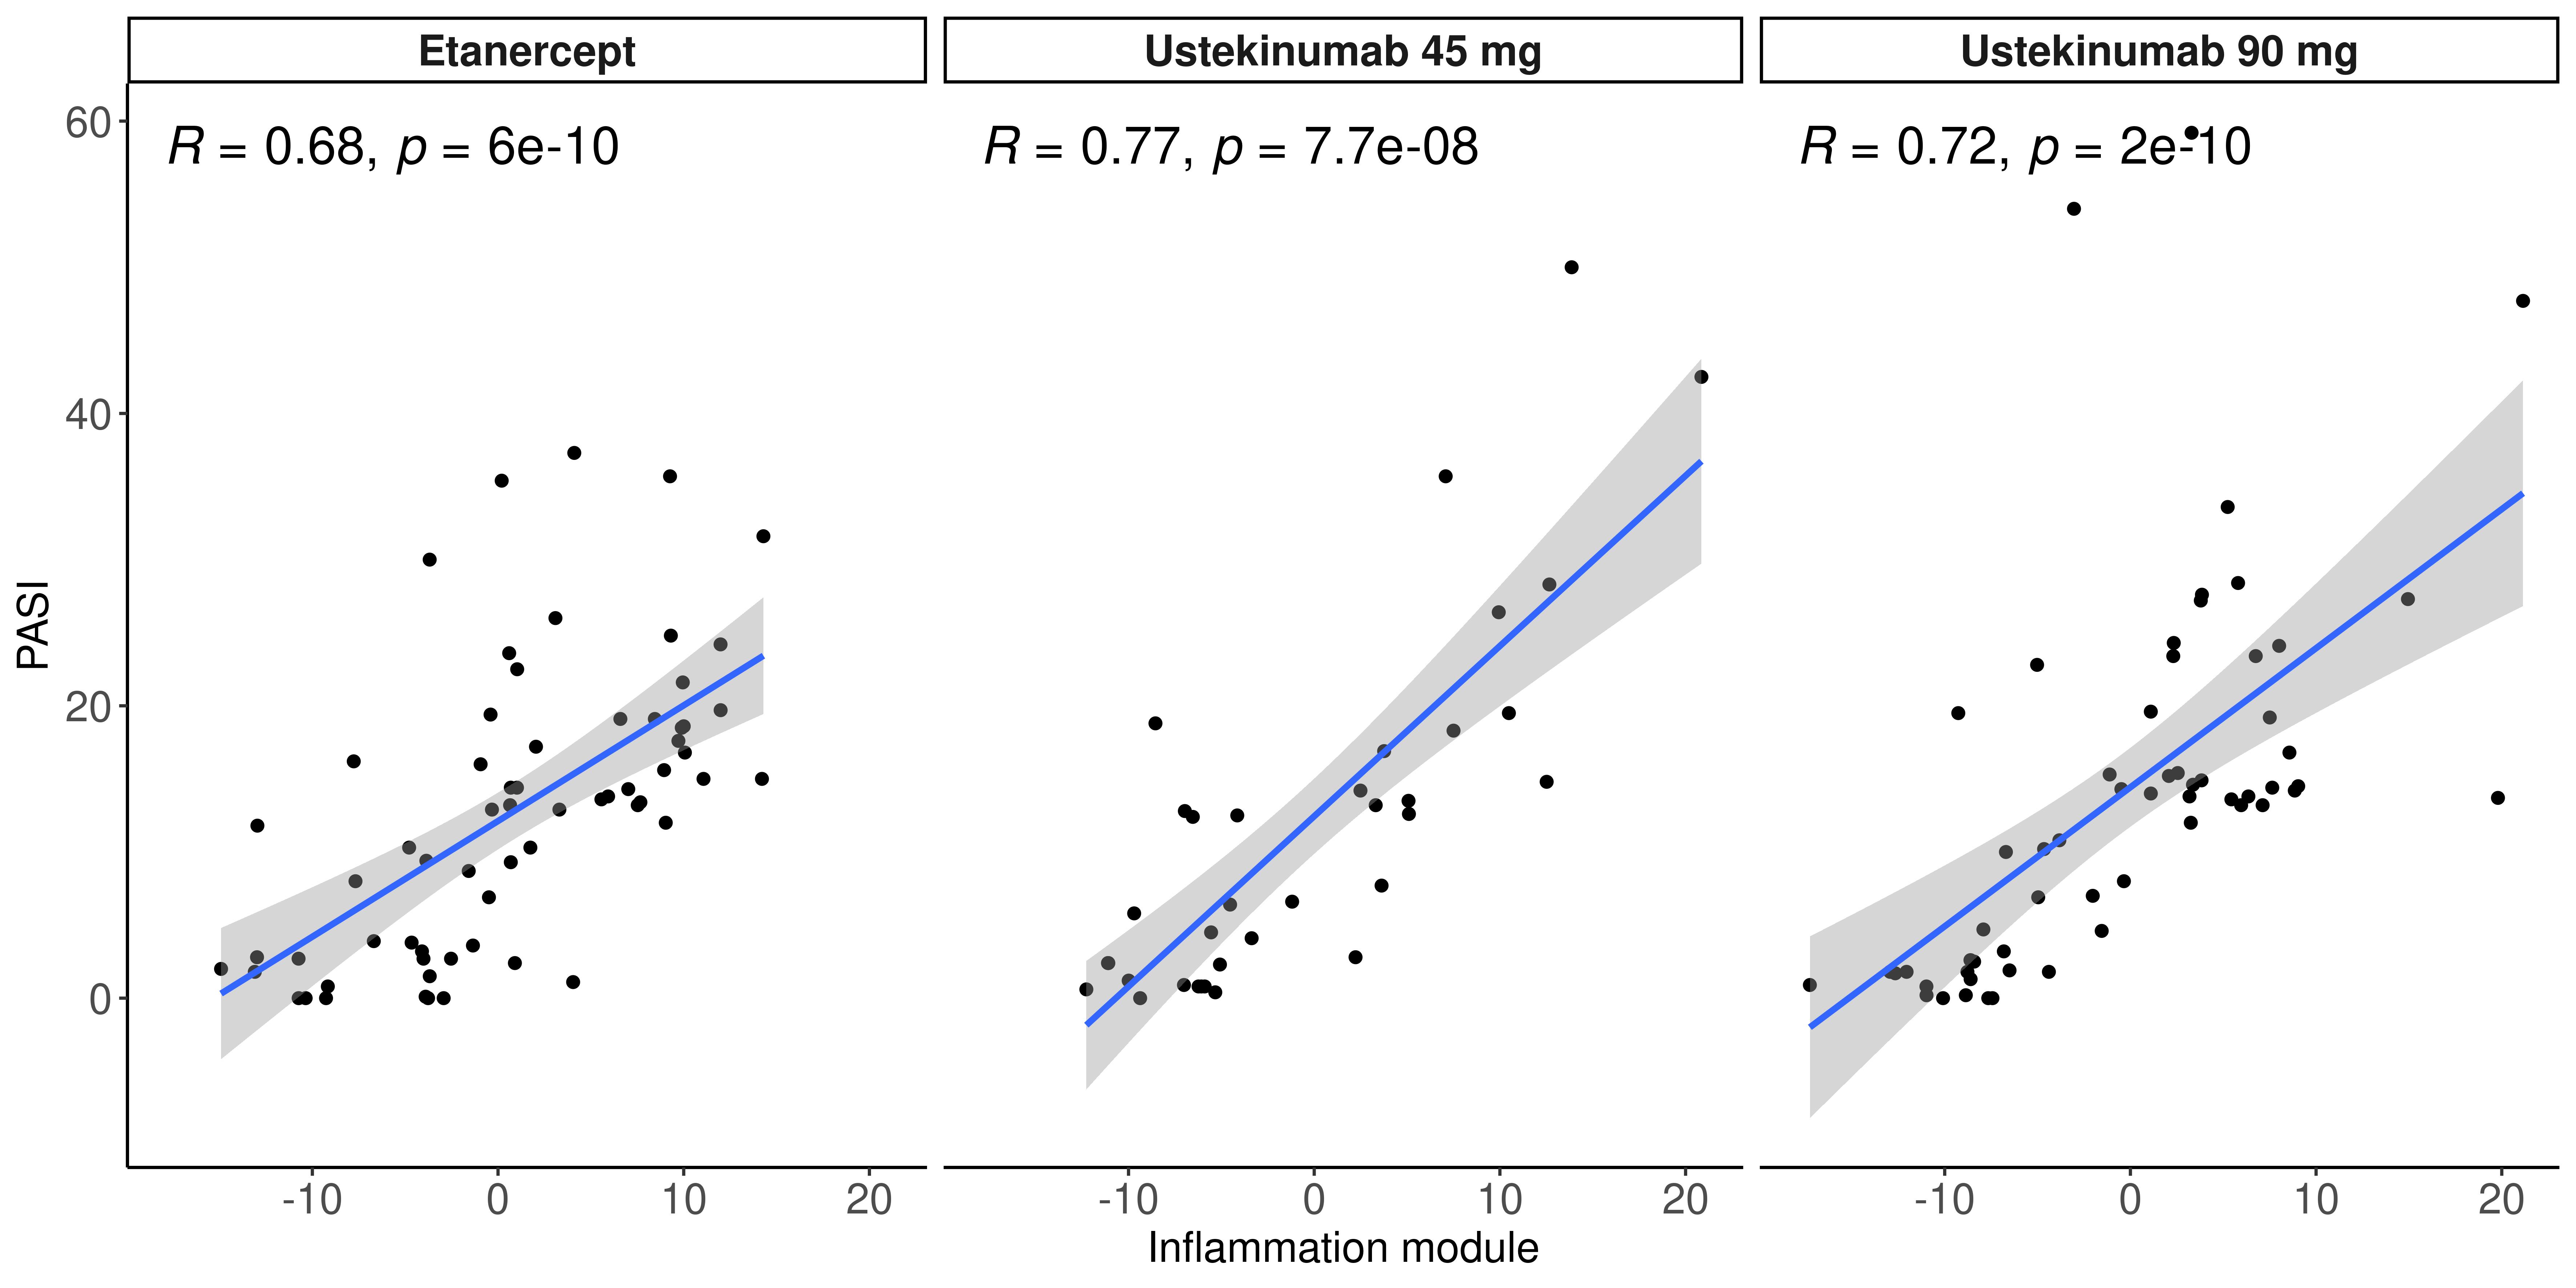 Etanercept
Ustekinumab 45 mg
Ustekinumab 90 mg
R = 0.68, p = 6e-10
R = 0.77, p = 7.7e-08
R = 0.72, p = 2e-10
60
40
20
0
PASI
-10 0 10 20
-10 0 10 20
-10 0 10 20
Inflammation module